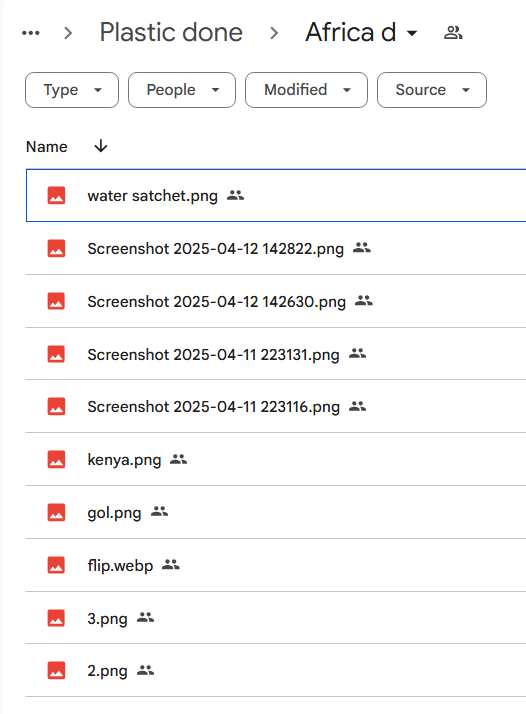 ... > Plastic done > Africa d
Type People Modified Source
Name
water satchet.png
Screenshot 2025-04-12 142822.png
Screenshot 2025-04-12 142630.png
Screenshot 2025-04-11 223131.png
Screenshot 2025-04-11 223116.png
kenya.png
gol.png
flip.webp
3.png
2.png